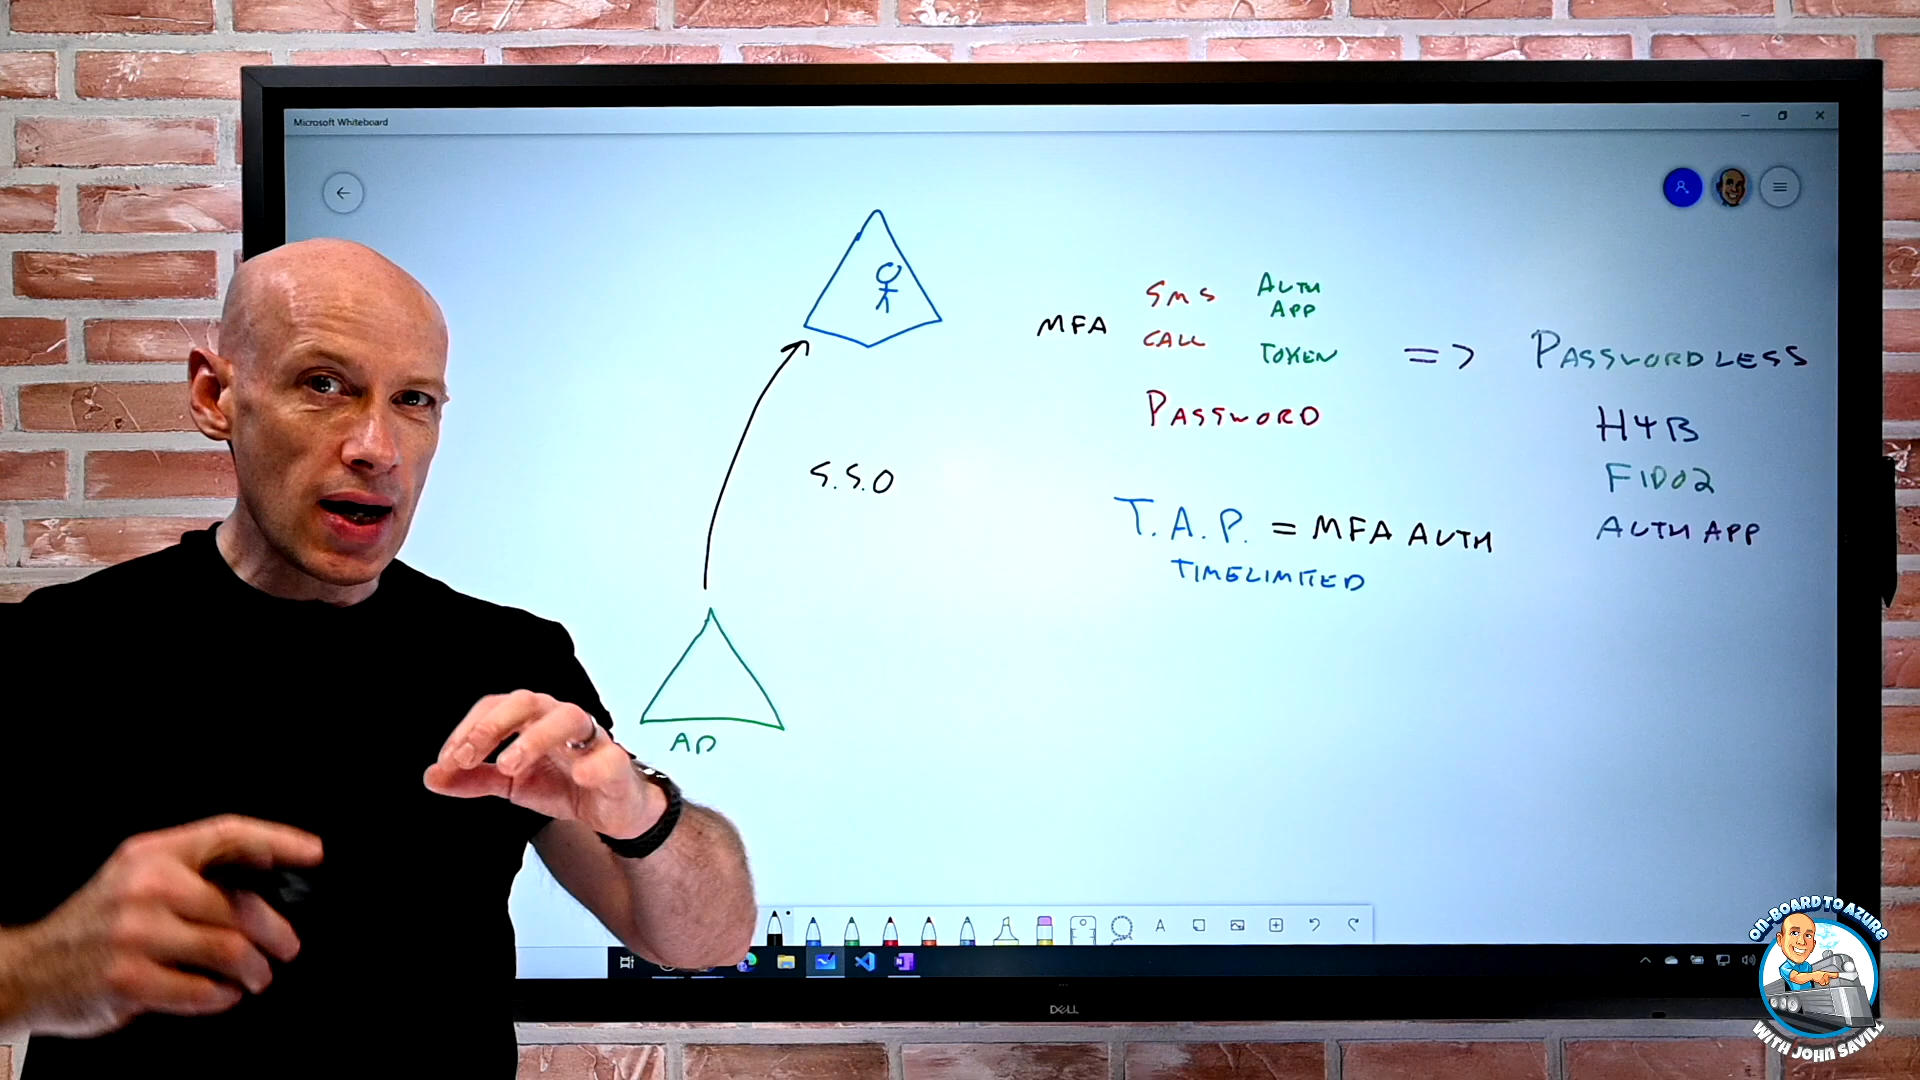 Microsoft Whiteboard
SMS
AUTH
APP
MFA
CALL
TOKEN
=> PASSWORDLESS
PASSWORD
H4B
S.S.O
FIDO2
T.A.P. = MFA AUTH
AUTH APP
TIMELIMITED
AD
A
DELL
ON-BOARD TO AZURE
WITH JOHN SAVILL